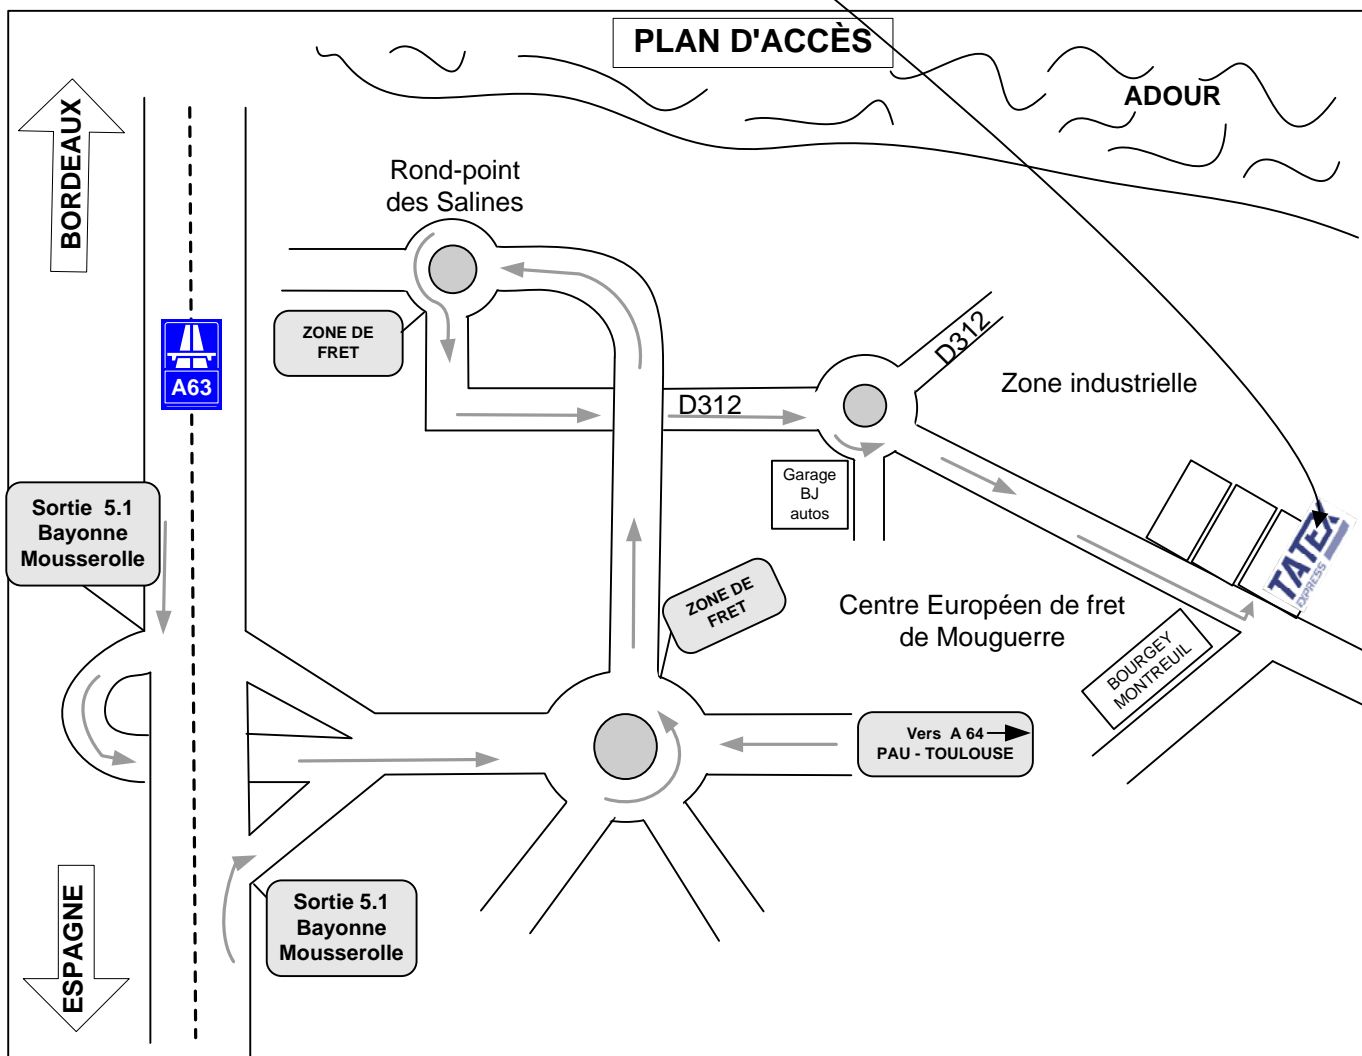 PLAN D'ACCÈS
ADOUR
BORDEAUX
Rond-point
des Salines
ZONE DE
FRET
A63
D312
D312
Zone industrielle
Garage
BJ
autos
Sortie 5.1
Bayonne
Mousserolle
TATEX
EXPRESS
ZONE DE
FRET
Centre Européen de fret
de Mouguerre
BOURGEY
MONTREUIL
Vers A 64
PAU - TOULOUSE
ESPAGNE
Sortie 5.1
Bayonne
Mousserolle